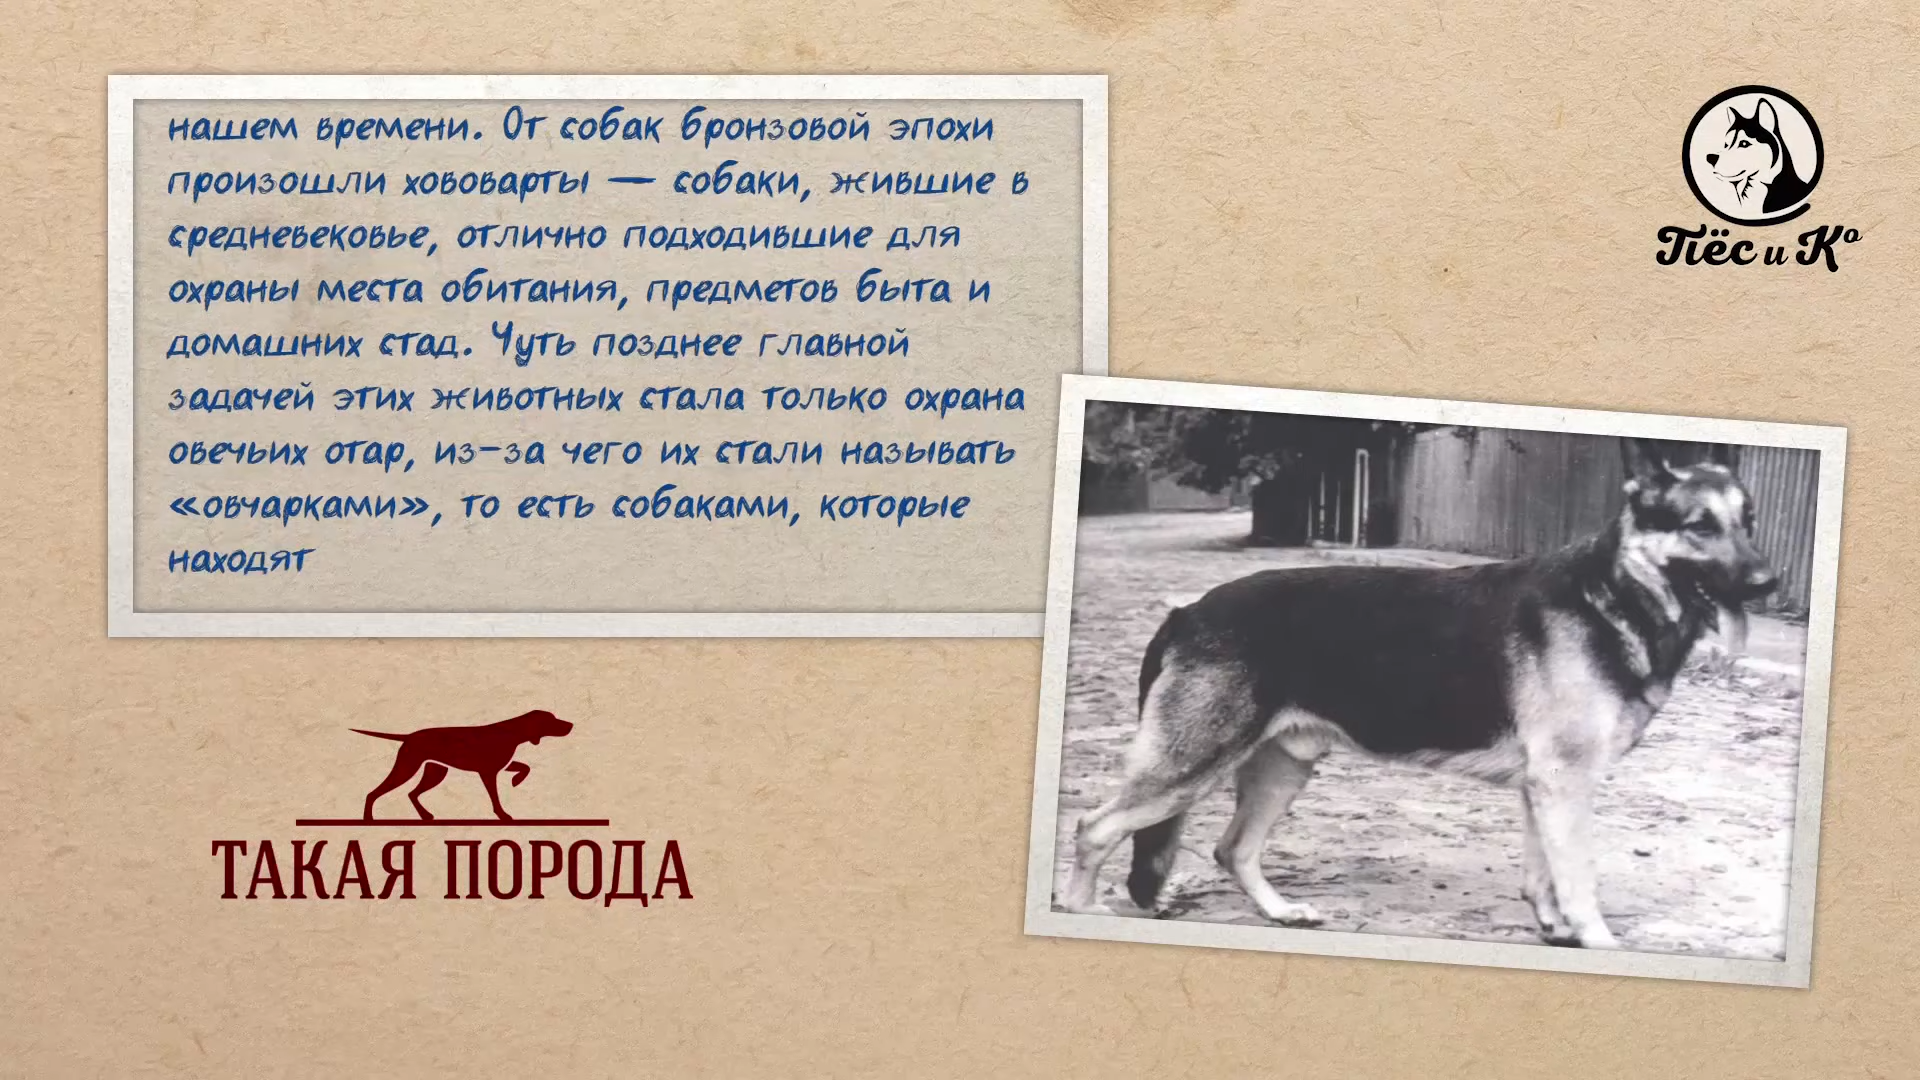 нашем времени. От собак бронзовой эпохи
произошли хововарты — собаки, жившие в
средневековье, отлично подходившие для
охраны места обитания, предметов быта и
домашних стад. Чуть позднее главной
задачей этих животных стала только охрана
овечьих отар, из-за чего их стали называть
«овчарками», то есть собаками, которые
находят
Пёс и Ко
ТАКАЯ ПОРОДА